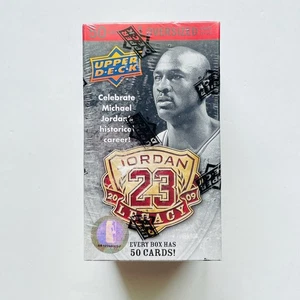 UPPER
DECK
Celebrate
Michael
Jordan's
historic
career!
JORDAN
23
20 09
LEGACY
EVERY BOX HAS
50 CARDS!